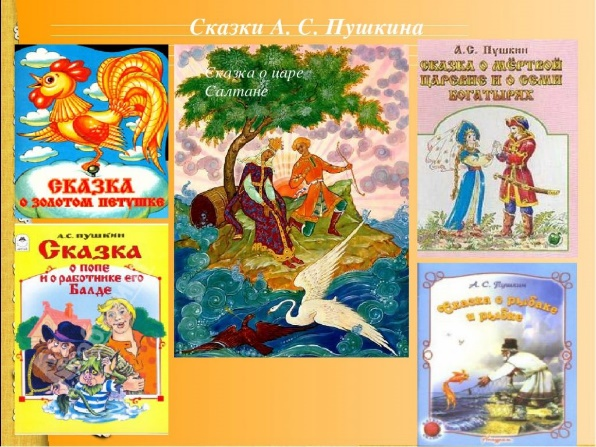 Сказки А. С. Пушкина
СКАЗКА
О ЗОЛОТОМ ПЕТУШКЕ
Сказка о царе
Салтане
А.С. Пушкин
СКАЗКА О МЁРТВОЙ
ЦАРЕВНЕ И О СЕМИ
БОГАТЫРЯХ
А.С. ПУШКИН
СКАЗКА
О ПОПЕ
И О РАБОТНИКЕ ЕГО
БАЛДЕ
А. С. Пушкин
Сказка о рыбаке
и рыбке